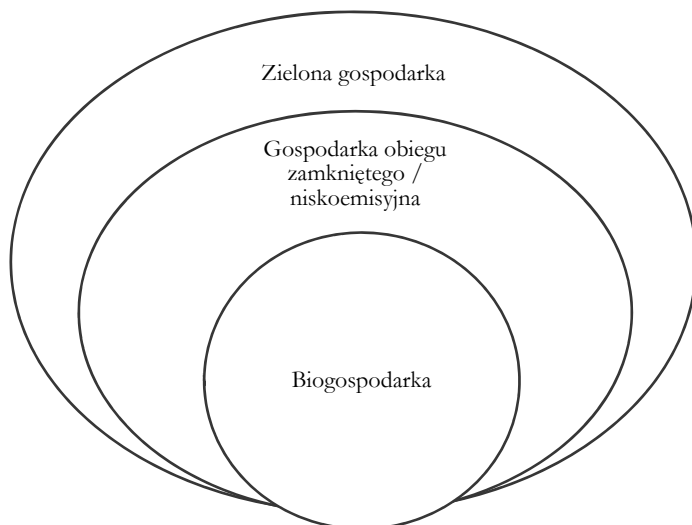 Zielona gospodarka
Gospodarka obiegu
zamkniętego /
niskoemisyjna
Biogospodarka